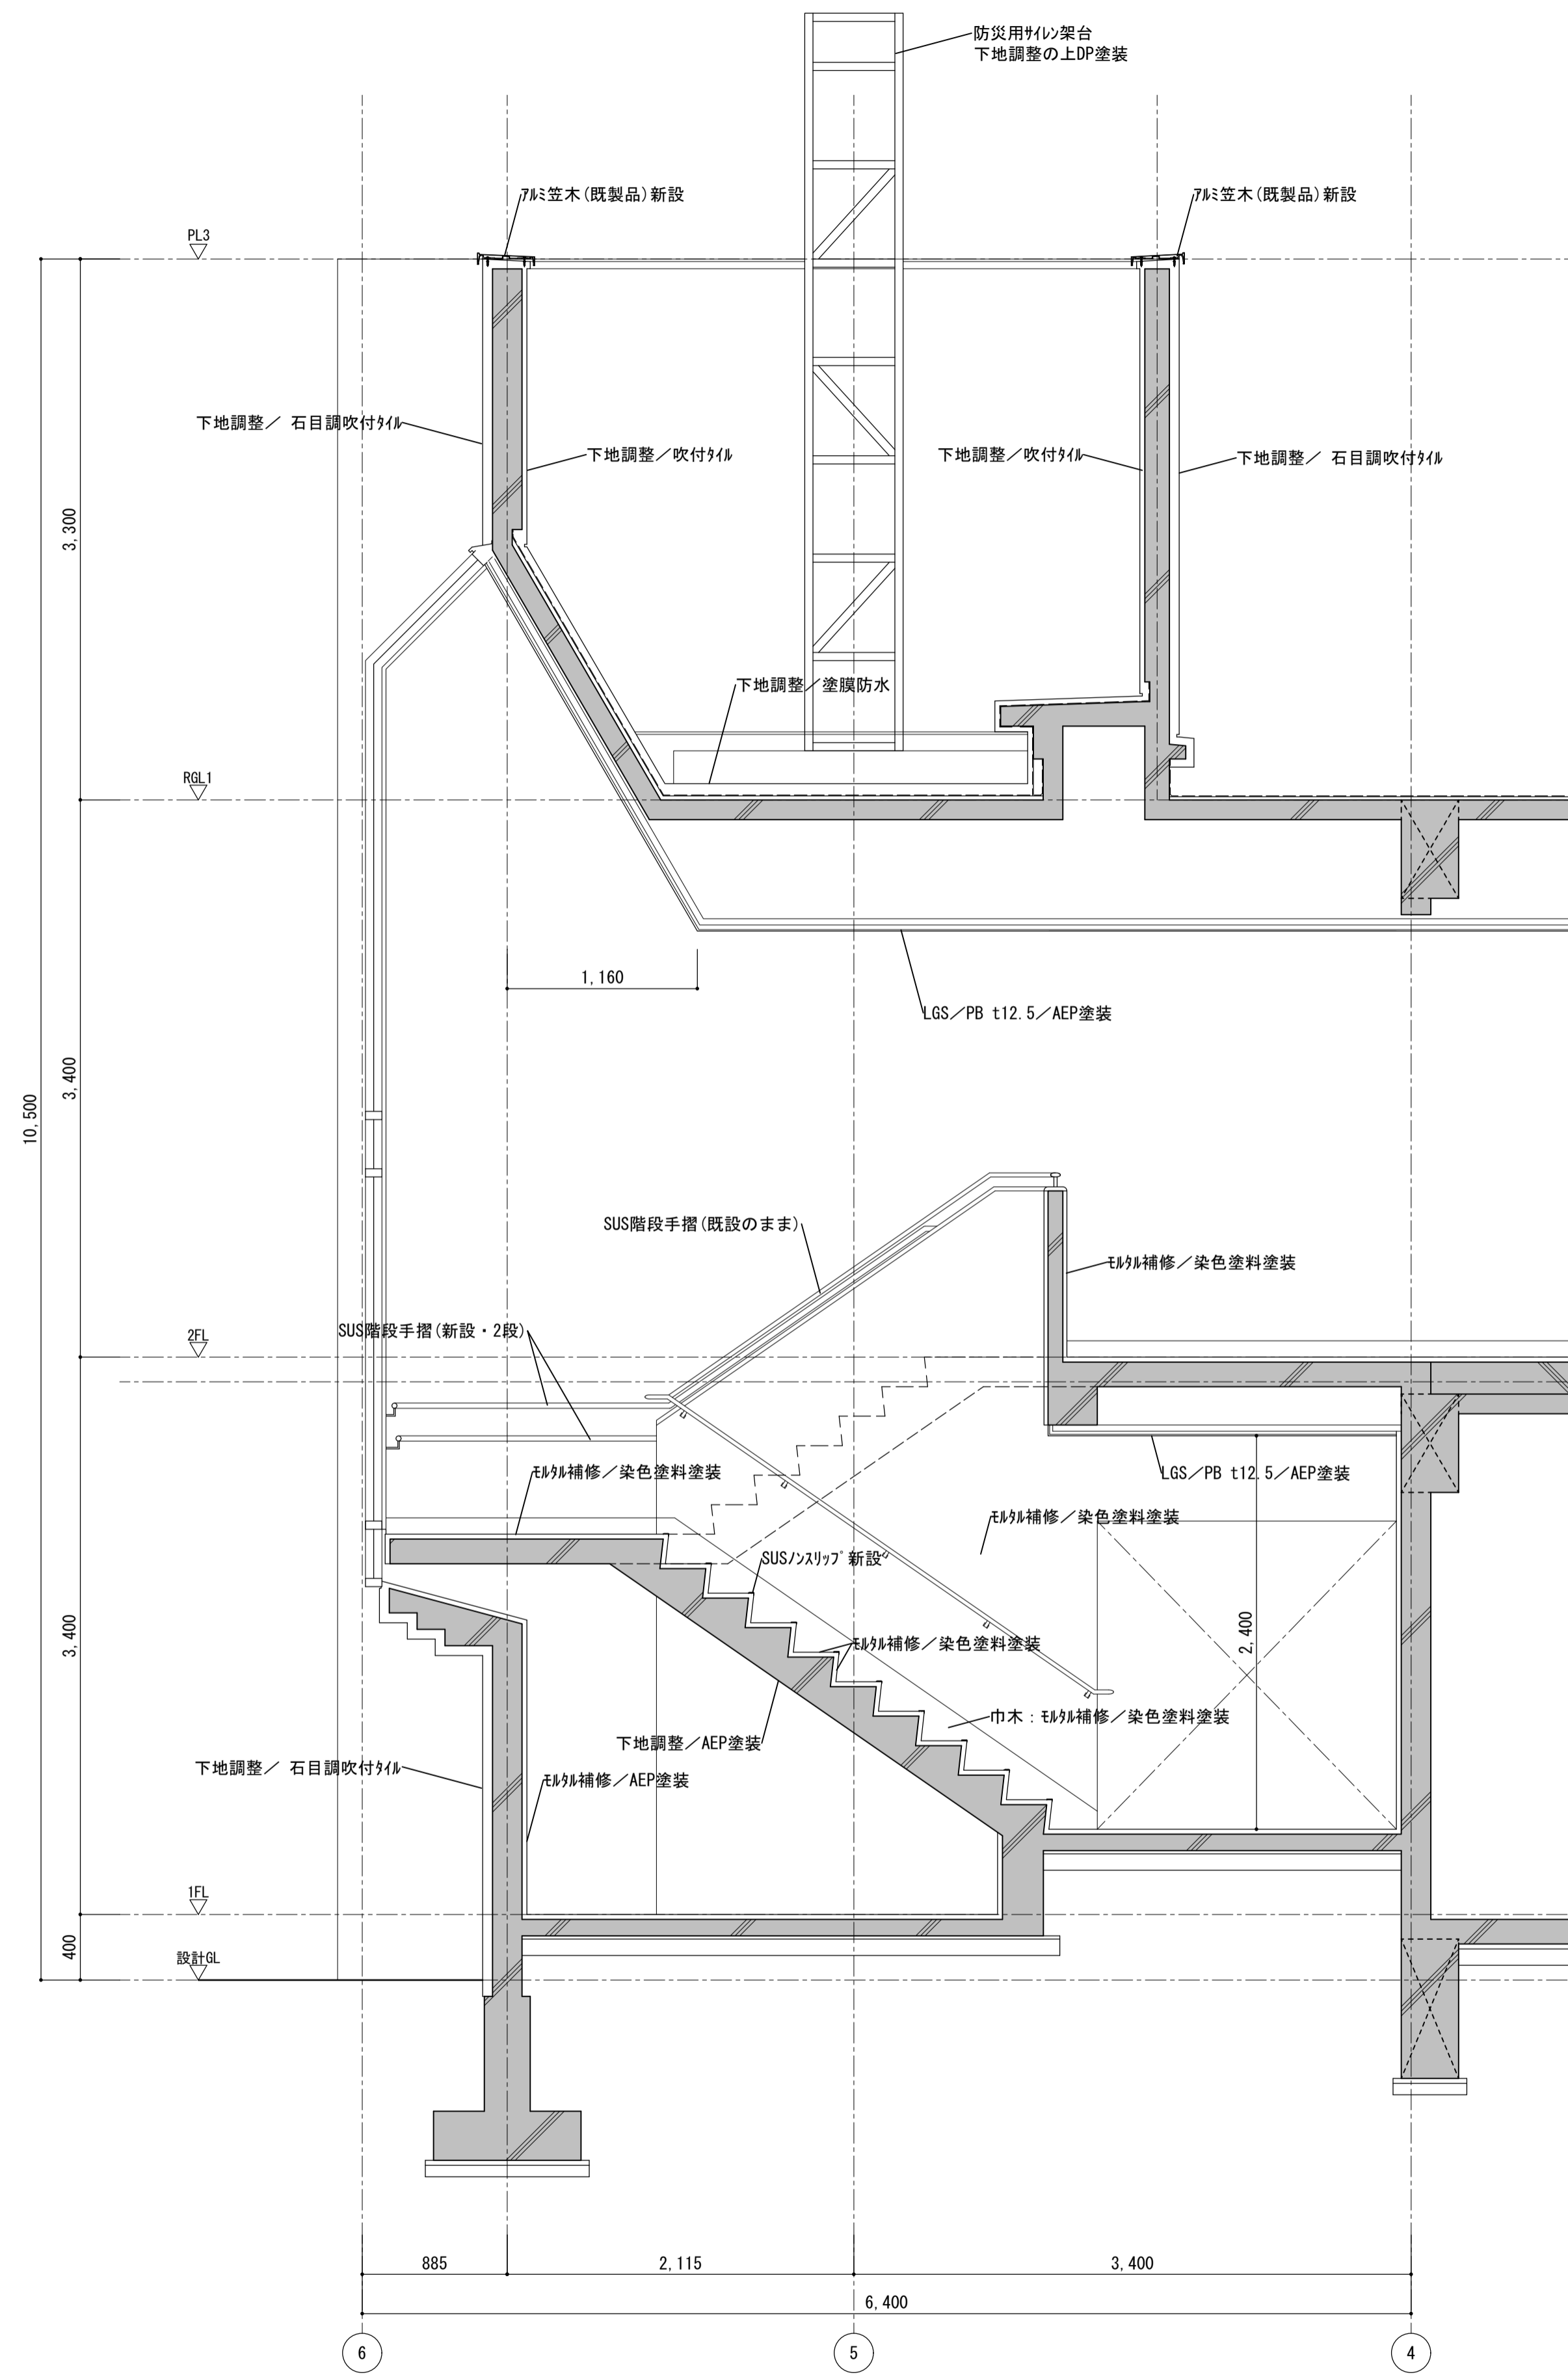 防災用ｻｲﾚﾝ架台
下地調整の上DP塗装
ｱﾙﾐ笠木(既製品)新設
ｱﾙﾐ笠木(既製品)新設
PL3
下地調整／ 石目調吹付ﾀｲﾙ
下地調整／吹付ﾀｲﾙ
下地調整／吹付ﾀｲﾙ
下地調整／ 石目調吹付ﾀｲﾙ
3,300
下地調整／塗膜防水
RGL1
1,160
LGS／PB t12.5／AEP塗装
3,400
10,500
SUS階段手摺(既設のまま)
ﾓﾙﾀﾙ補修／染色塗料塗装
SUS階段手摺(新設・2段)
2FL
ﾓﾙﾀﾙ補修／染色塗料塗装
LGS／PB t12.5／AEP塗装
ﾓﾙﾀﾙ補修／染色塗料塗装
SUSﾉﾝｽﾘｯﾌﾟ新設
3,400
2,400
ﾓﾙﾀﾙ補修／染色塗料塗装
巾木：ﾓﾙﾀﾙ補修／染色塗料塗装
下地調整／AEP塗装
下地調整／ 石目調吹付ﾀｲﾙ
ﾓﾙﾀﾙ補修／AEP塗装
1FL
400
設計GL
885
2,115
3,400
6,400
6
5
4